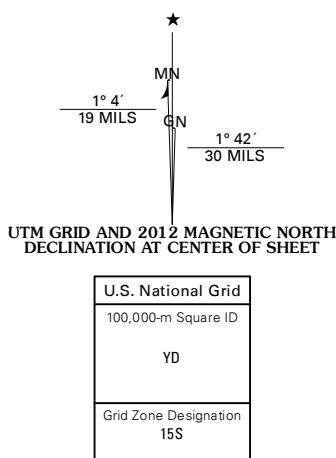 MN
1° 4´
19 MILS
GN
1° 42´
30 MILS
UTM GRID AND 2012 MAGNETIC NORTH
DECLINATION AT CENTER OF SHEET
U.S. National Grid
100,000-m Square ID
YD
Grid Zone Designation
15S